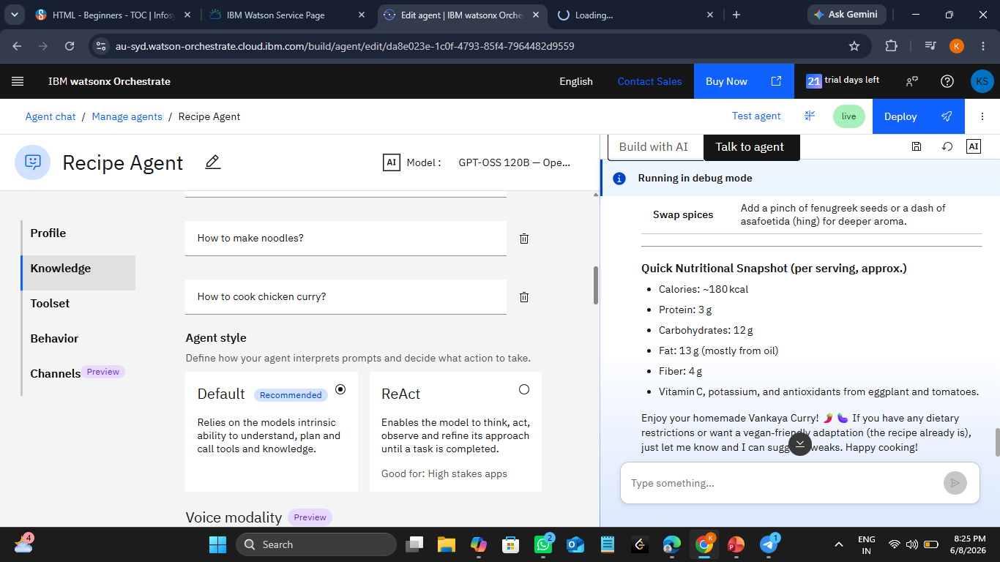 HTML - Beginners - TOC | Infosy
IBM Watson Service Page
Edit agent | IBM watsonx Orche
Loading...
Ask Gemini
au-syd.watson-orchestrate.cloud.ibm.com/build/agent/edit/da8e023e-1c0f-4793-85f4-7964482d9559
K
IBM watsonx Orchestrate
English
Contact Sales
Buy Now
21 trial days left
KS
Agent chat / Manage agents / Recipe Agent
Test agent
live
Deploy
Recipe Agent
AI Model :
GPT-OSS 120B — Ope...
Build with AI
Talk to agent
AI
Running in debug mode
Profile
Knowledge
Toolset
Behavior
Channels Preview
How to make noodles?
How to cook chicken curry?
Agent style
Define how your agent interprets prompts and decide what action to take.
Default Recommended
Relies on the models intrinsic
ability to understand, plan and
call tools and knowledge.
ReAct
Enables the model to think, act,
observe and refine its approach
until a task is completed.
Good for: High stakes apps
Voice modality Preview
Swap spices
Add a pinch of fenugreek seeds or a dash of
asafoetida (hing) for deeper aroma.
Quick Nutritional Snapshot (per serving, approx.)
Calories: ~180 kcal
Protein: 3 g
Carbohydrates: 12 g
Fat: 13 g (mostly from oil)
Fiber: 4 g
Vitamin C, potassium, and antioxidants from eggplant and tomatoes.
Enjoy your homemade Vankaya Curry! 🌶️ 🍆 If you have any dietary
restrictions or want a vegan-friendly adaptation (the recipe already is),
just let me know and I can sugg weaks. Happy cooking!
Type something...
4
Search
2
K
P
1
ENG
IN
8:25 PM
6/8/2026